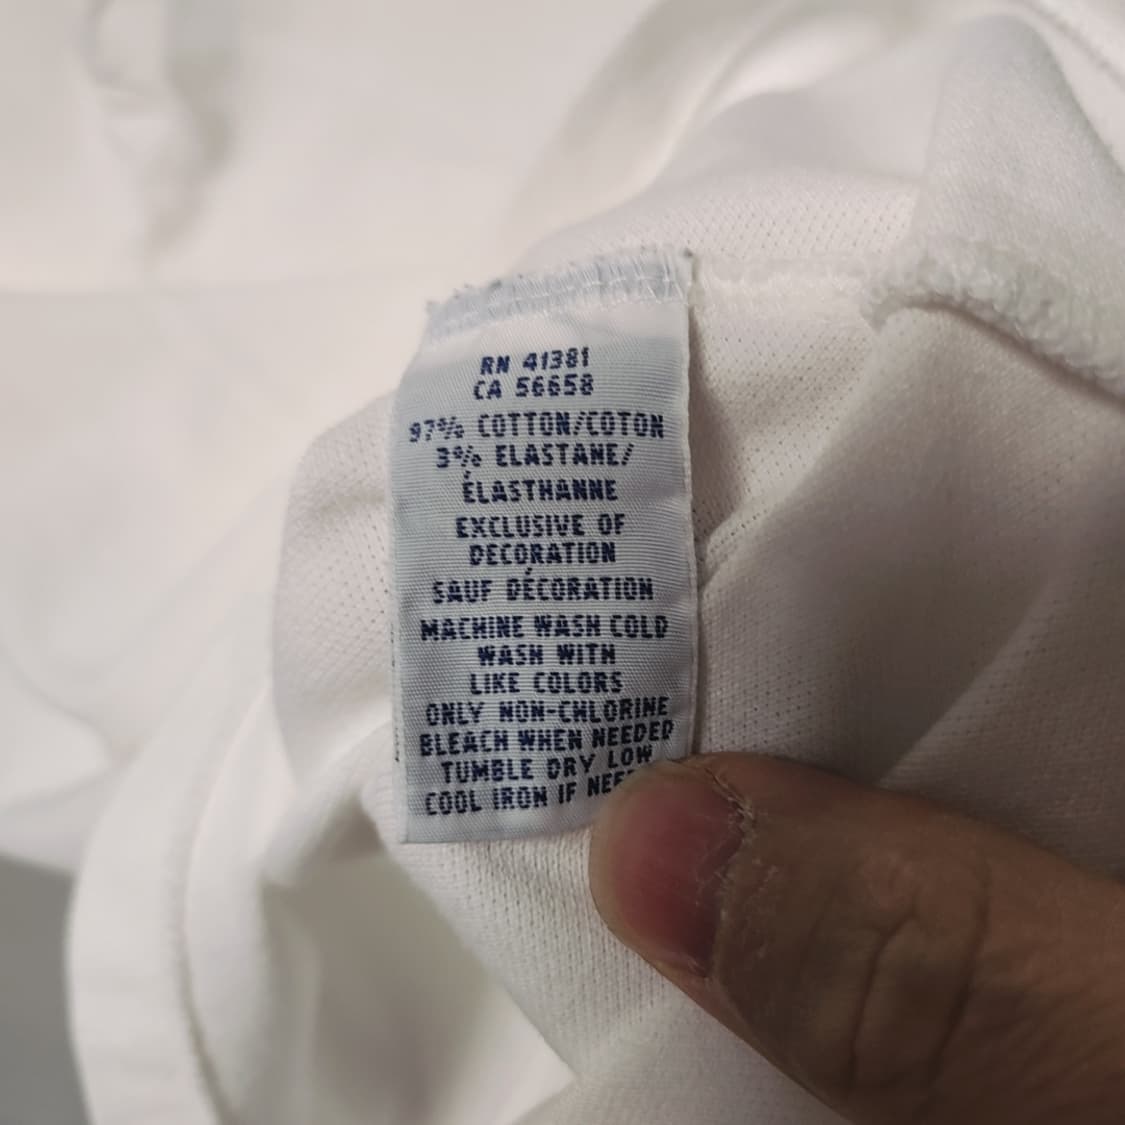 RN 41381
CA 56658
97% COTTON/COTON
3% ELASTANE/
ÉLASTHANNE
EXCLUSIVE OF
DECORATION
SAUF DÉCORATION
MACHINE WASH COLD
WASH WITH
LIKE COLORS
ONLY NON-CHLORINE
BLEACH WHEN NEEDED
TUMBLE DRY LOW
COOL IRON IF